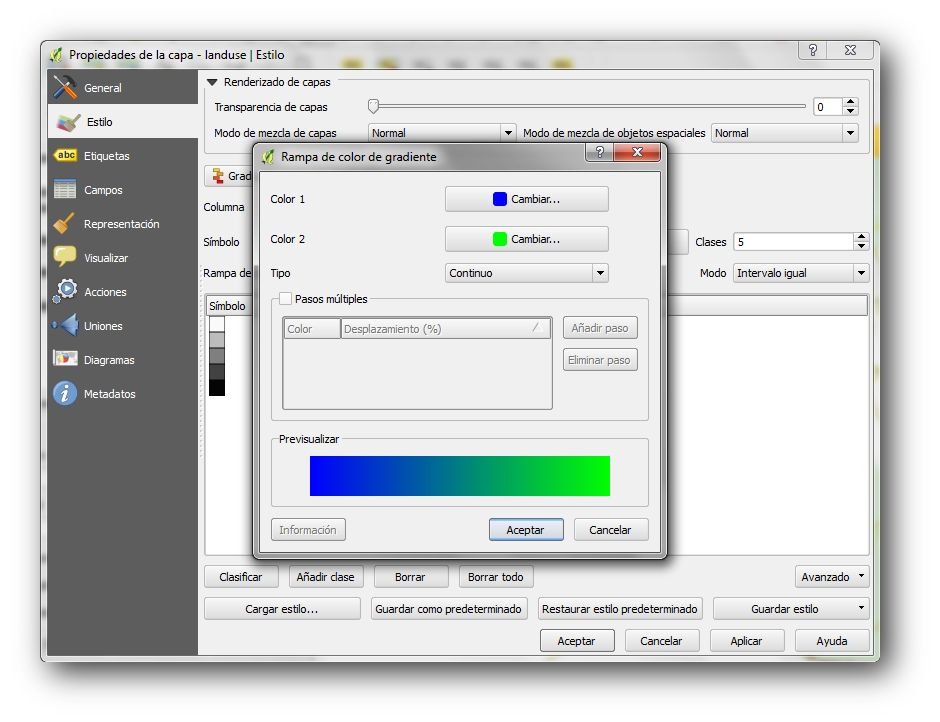 Propiedades de la capa - landuse | Estilo
General
Estilo
abc Etiquetas
Campos
Representación
Visualizar
Acciones
Uniones
Diagramas
Metadatos
Renderizado de capas
Transparencia de capas 0
Modo de mezcla de capas Normal Modo de mezcla de objetos espaciales Normal
Grad
Columna
Símbolo Clases 5
Rampa de Modo Intervalo igual
Símbolo
Rampa de color de gradiente
Color 1 Cambiar...
Color 2 Cambiar...
Tipo Continuo
Pasos múltiples
Color Desplazamiento (%) Añadir paso
Eliminar paso
Previsualizar
Información Aceptar Cancelar
Clasificar Añadir clase Borrar Borrar todo Avanzado
Cargar estilo... Guardar como predeterminado Restaurar estilo predeterminado Guardar estilo
Aceptar Cancelar Aplicar Ayuda